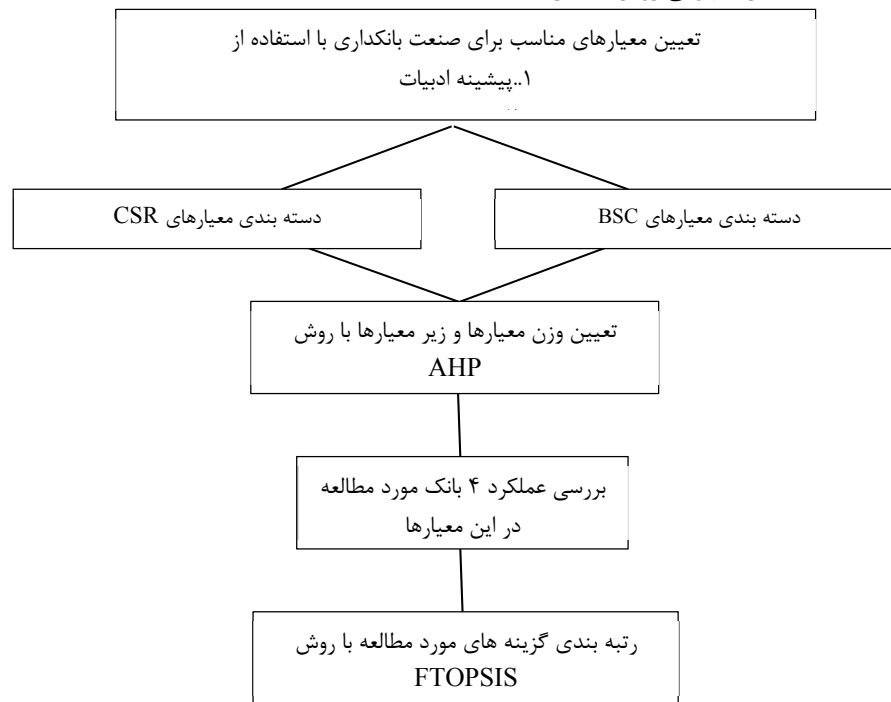 تعیین معیارهای مناسب برای صنعت بانکداری با استفاده از
۱..پیشینه ادبیات
دسته بندی معیارهای BSC
دسته بندی معیارهای CSR
تعیین وزن معیارها و زیر معیارها با روش
AHP
بررسی عملکرد ۴ بانک مورد مطالعه
در این معیارها
رتبه بندی گزینه های مورد مطالعه با روش
FTOPSIS